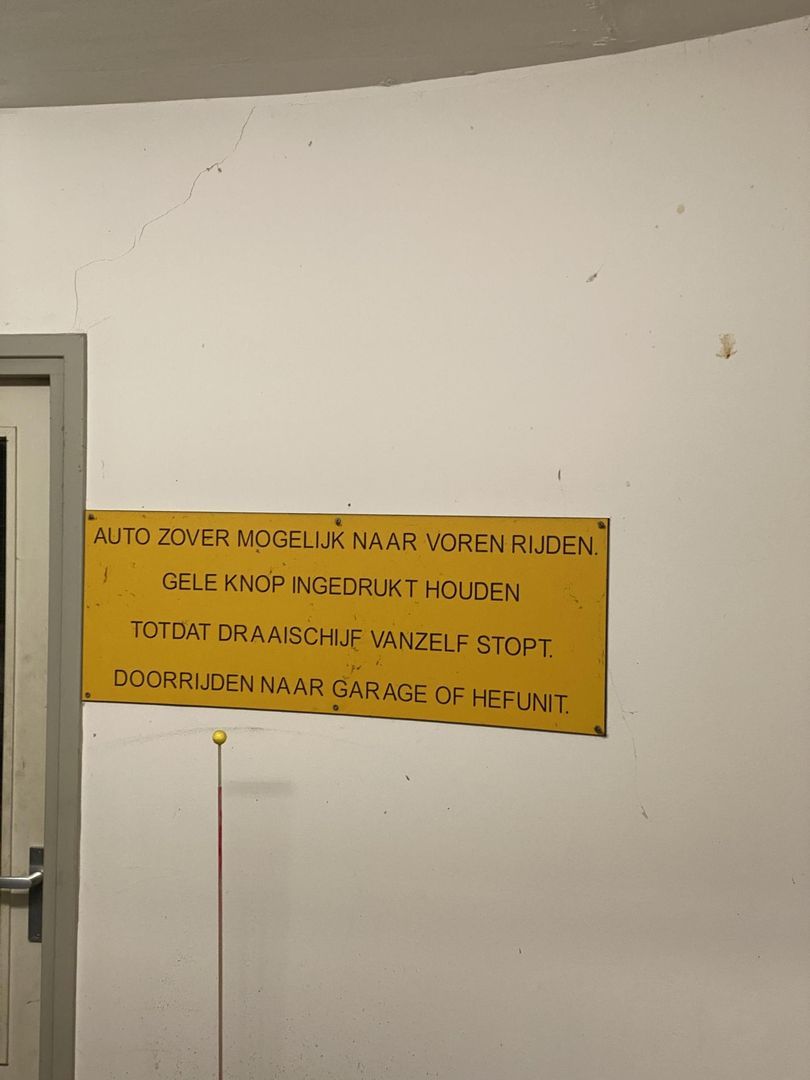 AUTO ZOVER MOGELIJK NAAR VOREN RIJDEN.
GELE KNOP INGEDRUKT HOUDEN
TOTDAT DRAAISCHIJF VANZELF STOPT.
DOORRIJDEN NAAR GARAGE OF HEFUNIT.